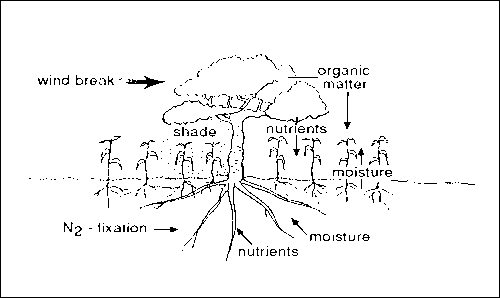 wind break
organic
matter
shade
nutrients
moisture
N2 - fixation
moisture
nutrients